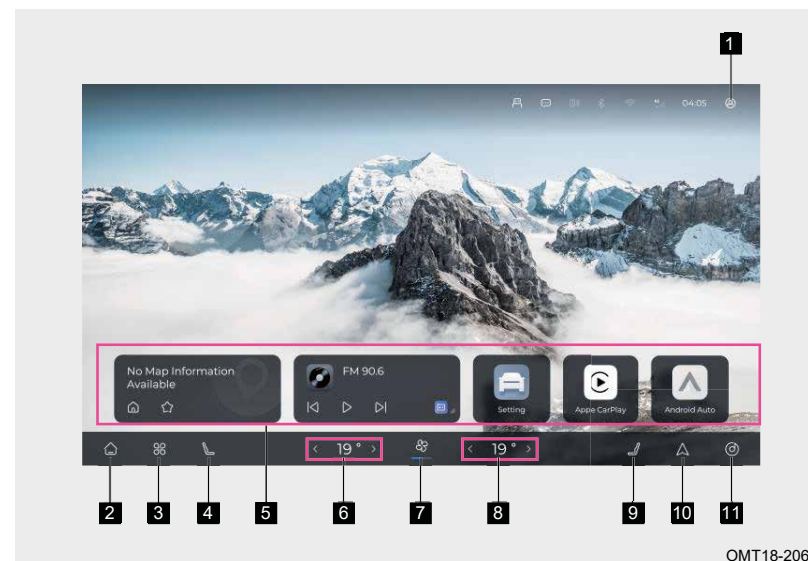 1
04:05
No Map Information
Available
FM 90.6
Setting
Appe CarPlay
Android Auto
19 °
19 °
2
3
4
5
6
7
8
9
10
11
OMT18-206